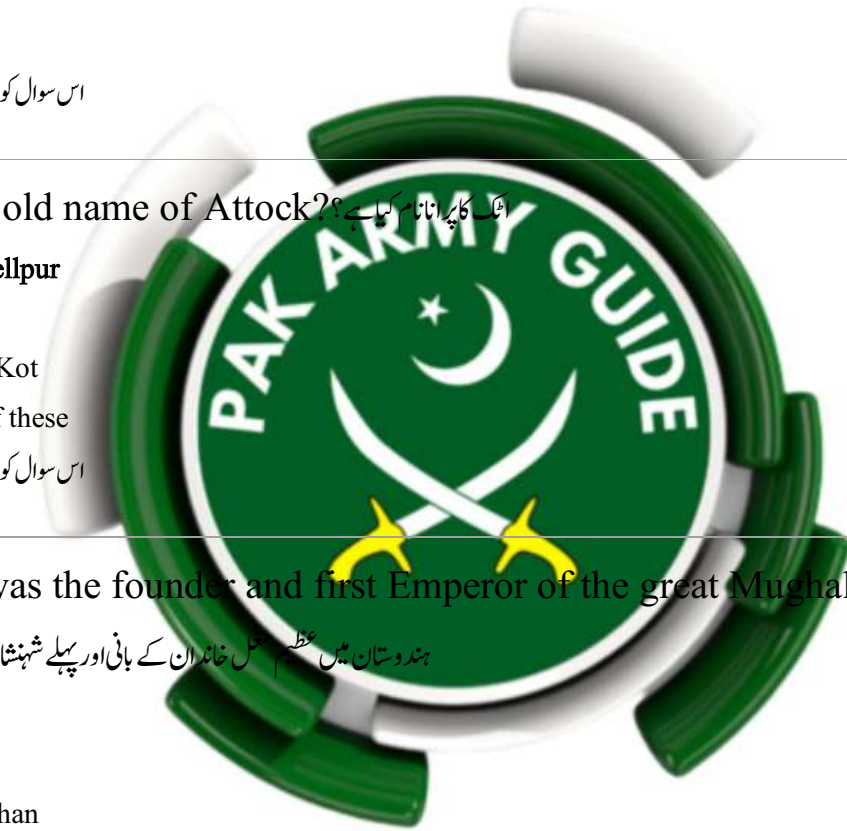 اس سوال کو
old name of Attock?اٹک کا پرانا نام کیا ہے؟
ellpur
Kot
f these
اس سوال کو
PAK ARMY GUIDE
was the founder and first Emperor of the great Mughal
ہندوستان میں عظیم مغل خاندان کے بانی اور پہلے شہنشا
han